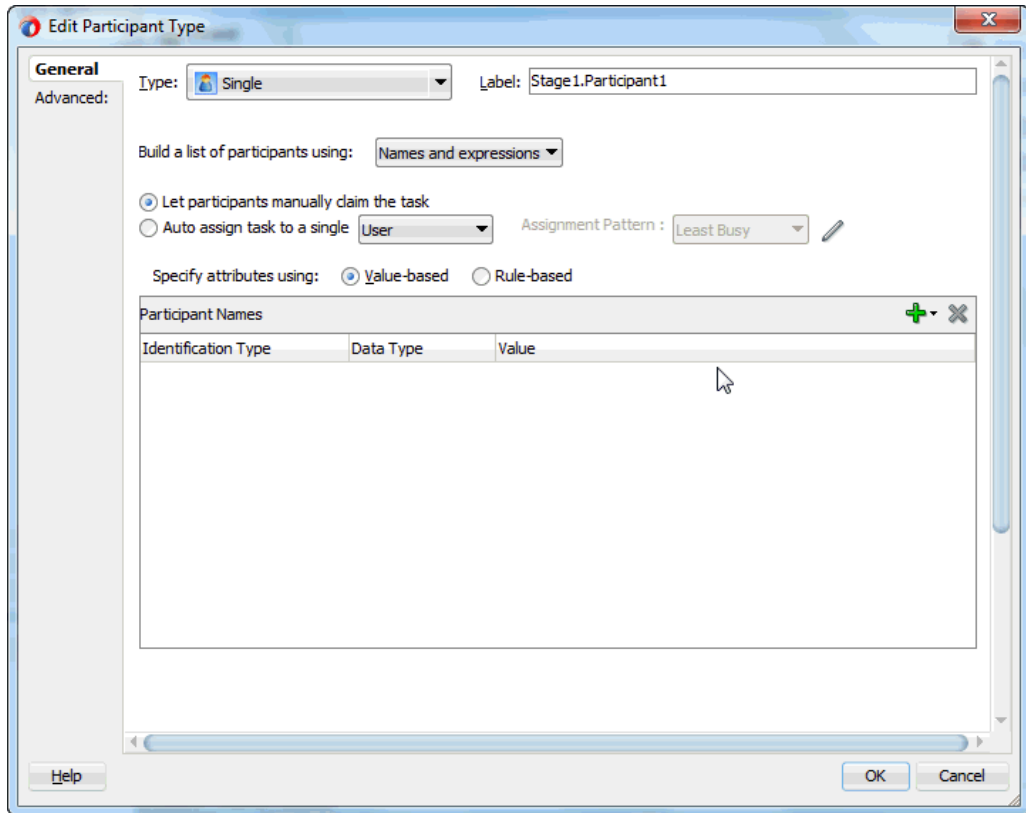 Edit Participant Type
General
Advanced:
Type: Single Label: Stage1.Participant1
Build a list of participants using: Names and expressions
Let participants manually claim the task
Auto assign task to a single User Assignment Pattern : Least Busy
Specify attributes using: Value-based Rule-based
Participant Names
Identification Type Data Type Value
Help OK Cancel